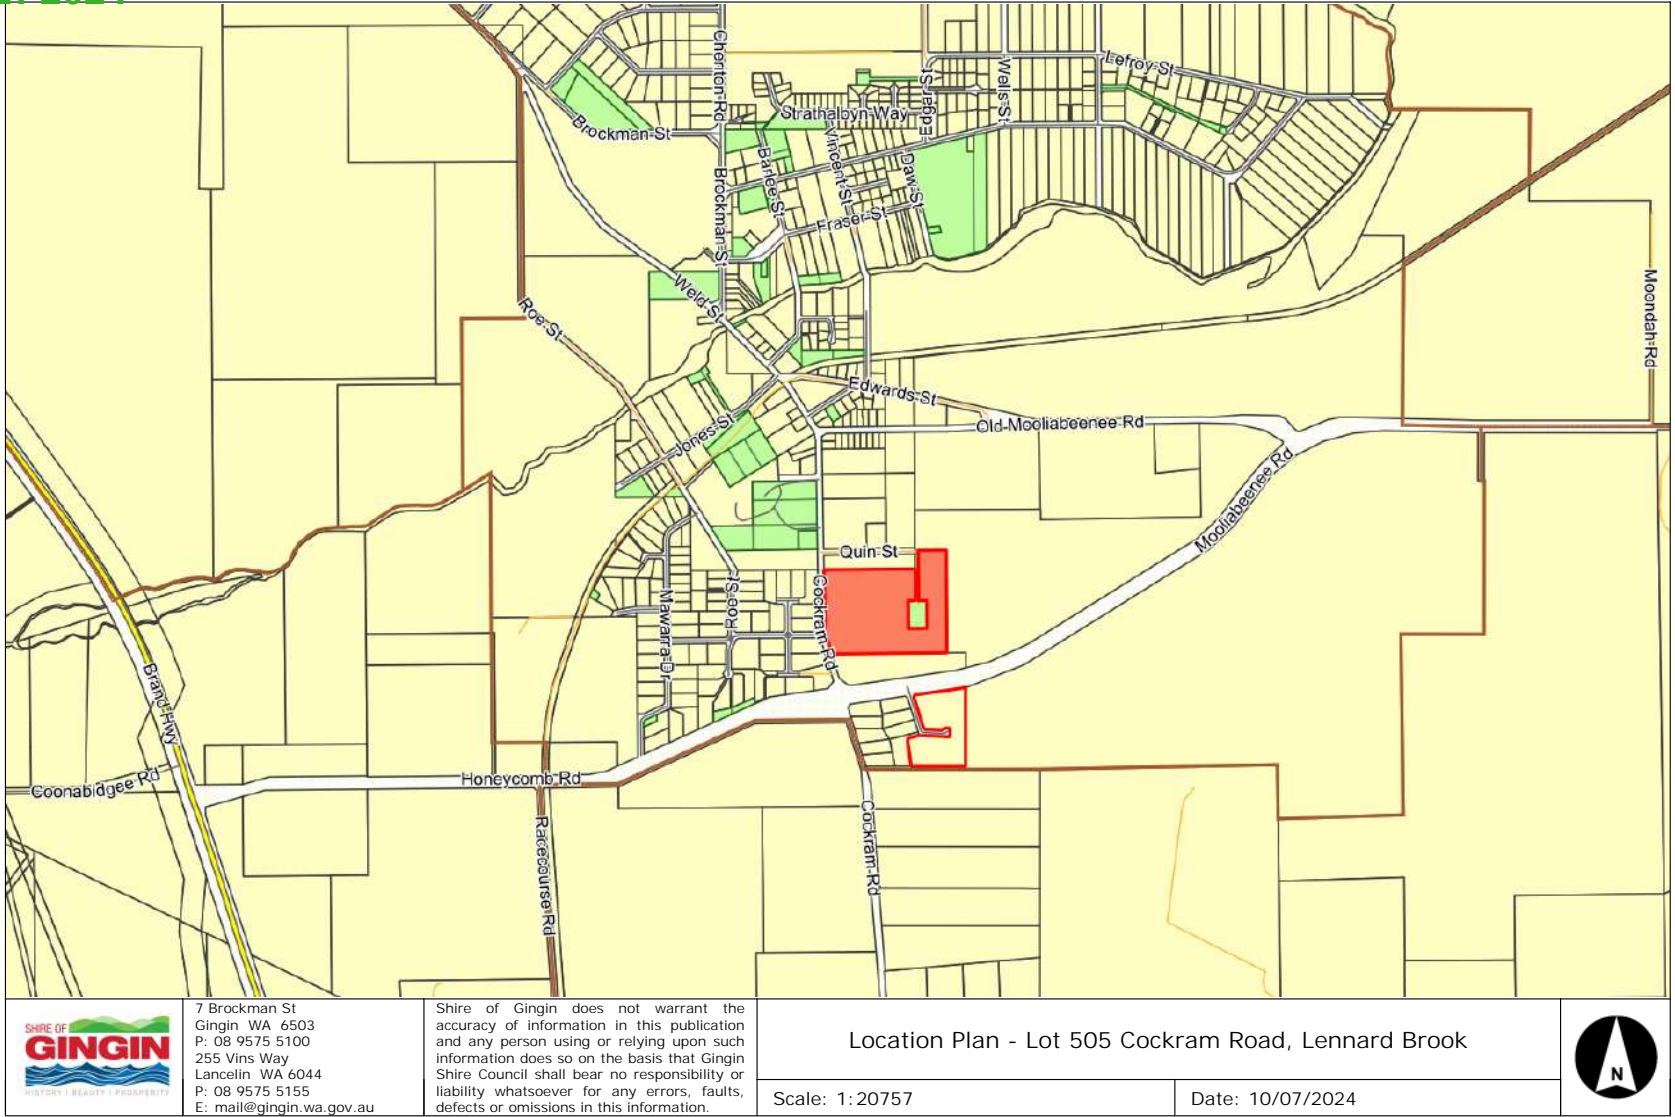 2024
Cheriton Rd
Lefroy St
Edgar St
Wells St
Strathalbyn Way
Brockman St
Vincent St
Barlee St
Daw St
Brockman St
Fraser St
Weld St
Roe St
Moondah Rd
Edwards St
Old Mooliabeenee Rd
Jones St
Mooliabeenee Rd
Quin St
Roe St
Cockram Rd
Mawarra Dr
Brand Hwy
Honeycomb Rd
Coonabidgee Rd
Racecourse Rd
Cockram Rd
SHIRE OF
GINGIN
HISTORY | BEAUTY | PROSPERITY
7 Brockman St
Gingin WA 6503
P: 08 9575 5100
255 Vins Way
Lancelin WA 6044
P: 08 9575 5155
E: mail@gingin.wa.gov.au
Shire of Gingin does not warrant the
accuracy of information in this publication
and any person using or relying upon such
information does so on the basis that Gingin
Shire Council shall bear no responsibility or
liability whatsoever for any errors, faults,
defects or omissions in this information.
Location Plan - Lot 505 Cockram Road, Lennard Brook
Scale: 1:20757
Date: 10/07/2024
N